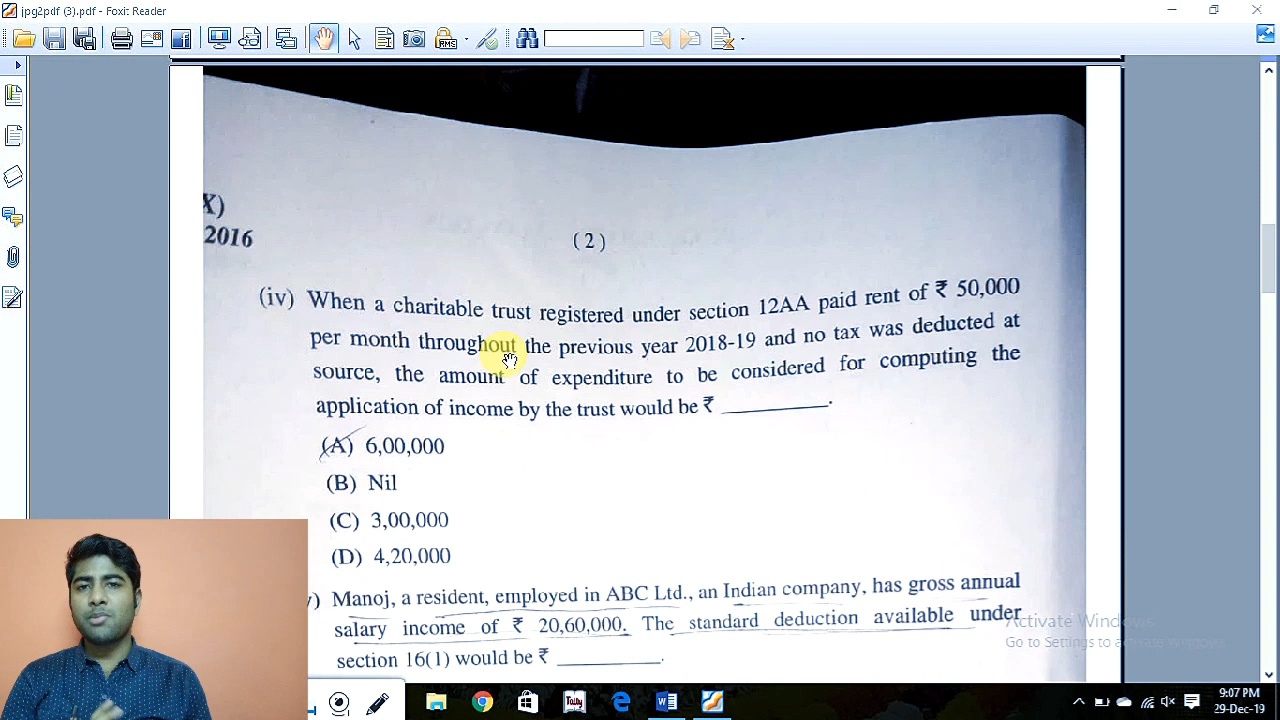 jpg2pdf (3).pdf - Foxit Reader
X)
2016
( 2 )
(iv) When a charitable trust registered under section 12AA paid rent of ₹ 50,000
per month throughout the previous year 2018-19 and no tax was deducted at
source, the amount of expenditure to be considered for computing the
application of income by the trust would be ₹ ________.
(A) 6,00,000
(B) Nil
(C) 3,00,000
(D) 4,20,000
) Manoj, a resident, employed in ABC Ltd., an Indian company, has gross annual
salary income of ₹ 20,60,000. The standard deduction available under
section 16(1) would be ₹ ________.
Activate Windows
Go to Settings to activate Windows
9:07 PM
29-Dec-19